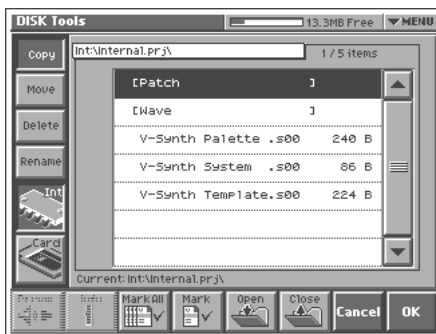 DISK Tools 13.3MB Free ▼MENU
Copy Int:\Internal.prj\ 1/5 items
Move [Patch ]
[Wave ]
Delete V-Synth Palette .s00 240 B
Rename V-Synth System .s00 86 B
Int V-Synth Template.s00 224 B
Card
Current: Int:\Internal.prj\
Info Mark All Mark Open Close Cancel OK